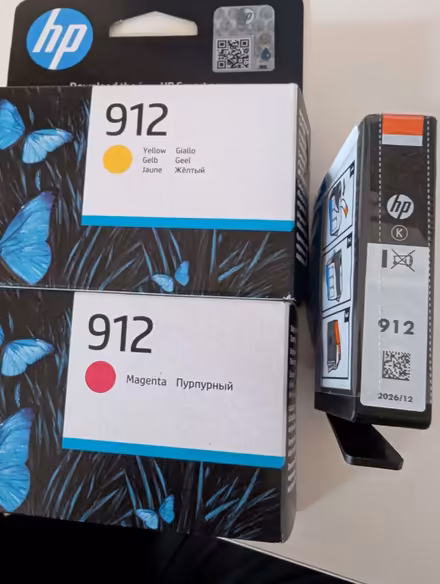 hp
912
Yellow Giallo
Gelb Geel
Jaune Жёлтый
912
Magenta Пурпурный
hp
K
912
2026/12